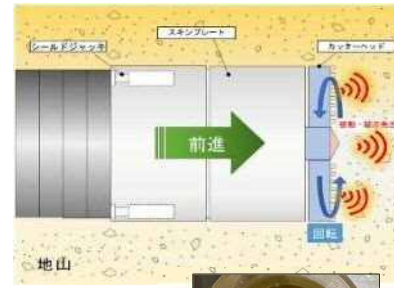 スキンプレート
シールドジャッキ
カッターヘッド
前進
回転
地山